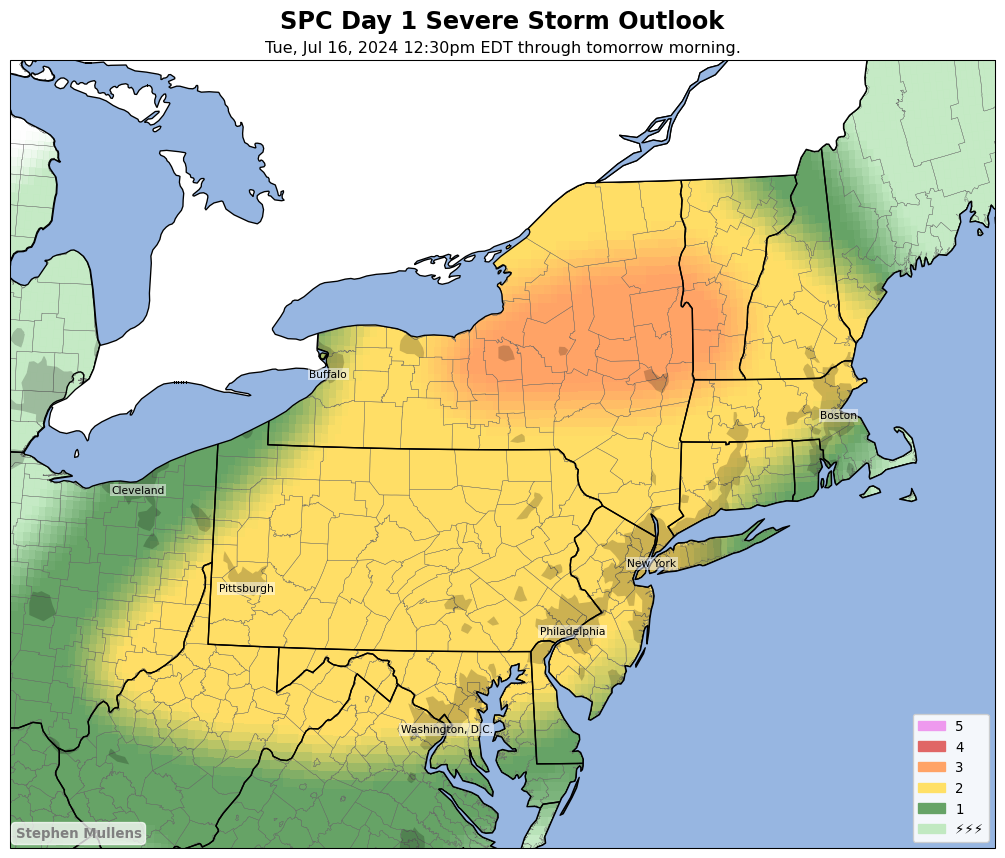 SPC Day 1 Severe Storm Outlook
Tue, Jul 16, 2024 12:30pm EDT through tomorrow morning.
Buffalo
Boston
Cleveland
New York
Pittsburgh
Philadelphia
Washington, D.C.
5
4
3
2
1
⚡⚡⚡
Stephen Mullens